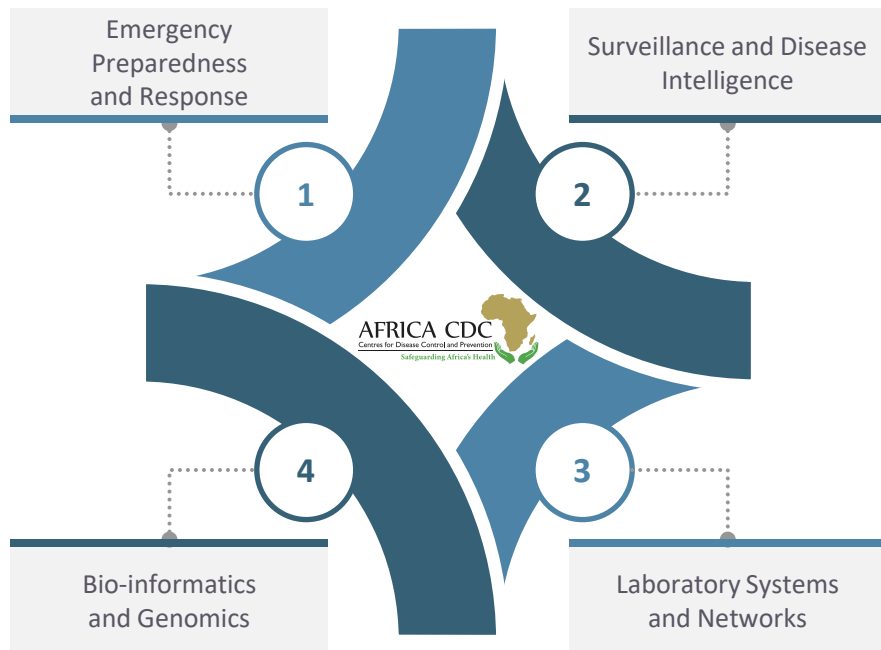 Emergency
Preparedness
and Response
Surveillance and Disease
Intelligence
1
2
AFRICA CDC
Centres for Disease Control and Prevention
Safeguarding Africa's Health
4
3
Bio-informatics
and Genomics
Laboratory Systems
and Networks